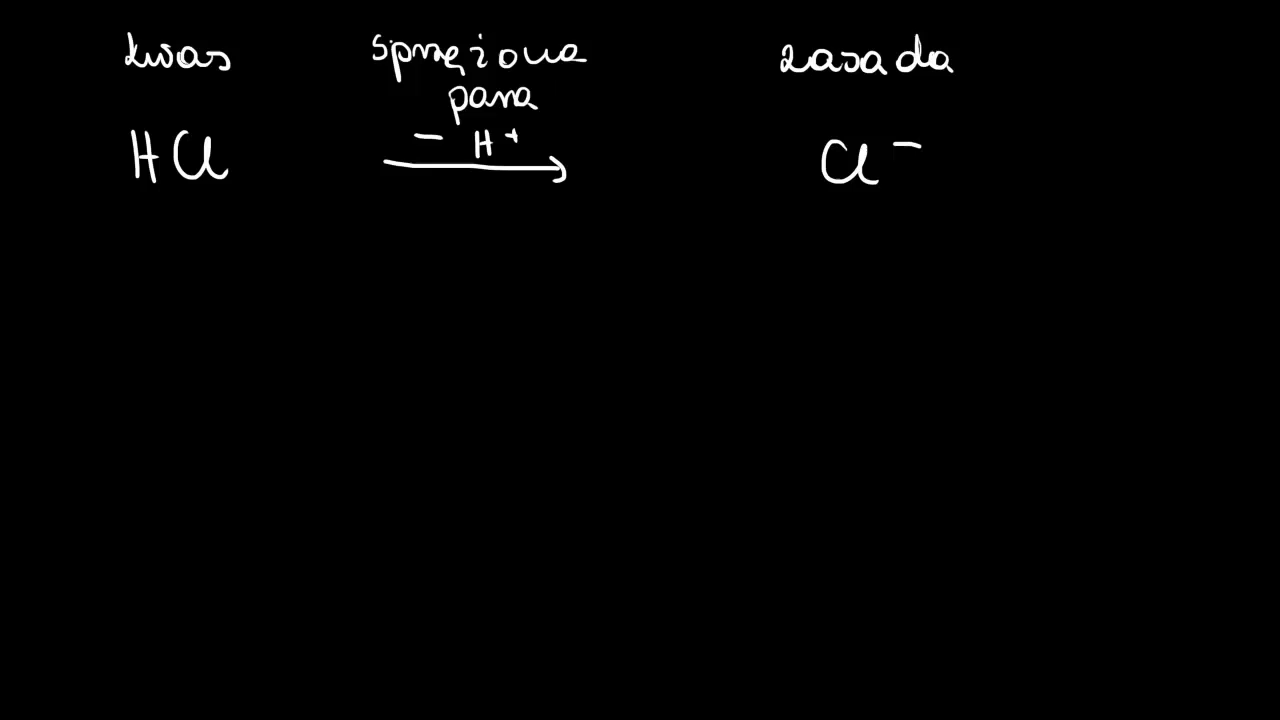 kwas sprzężona zasada
para
HCl - H⁺ → Cl⁻